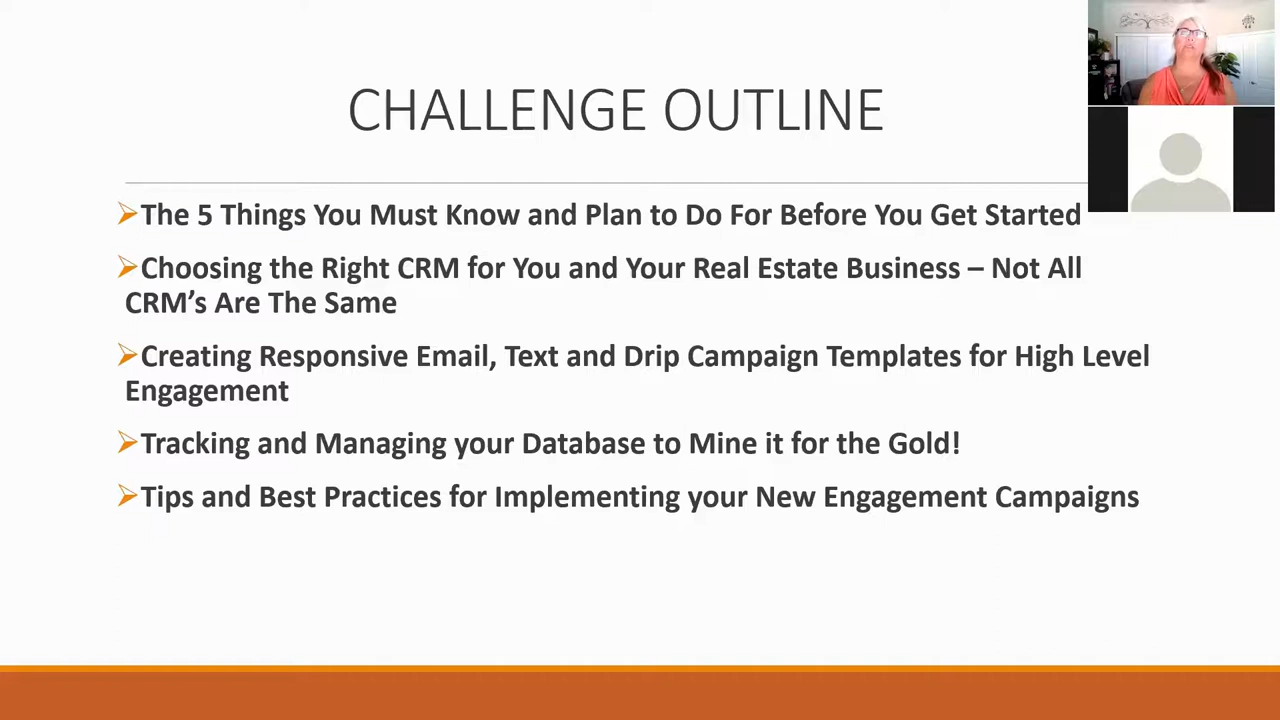 CHALLENGE OUTLINE
➢The 5 Things You Must Know and Plan to Do For Before You Get Started
➢Choosing the Right CRM for You and Your Real Estate Business – Not All
CRM’s Are The Same
➢Creating Responsive Email, Text and Drip Campaign Templates for High Level
Engagement
➢Tracking and Managing your Database to Mine it for the Gold!
➢Tips and Best Practices for Implementing your New Engagement Campaigns